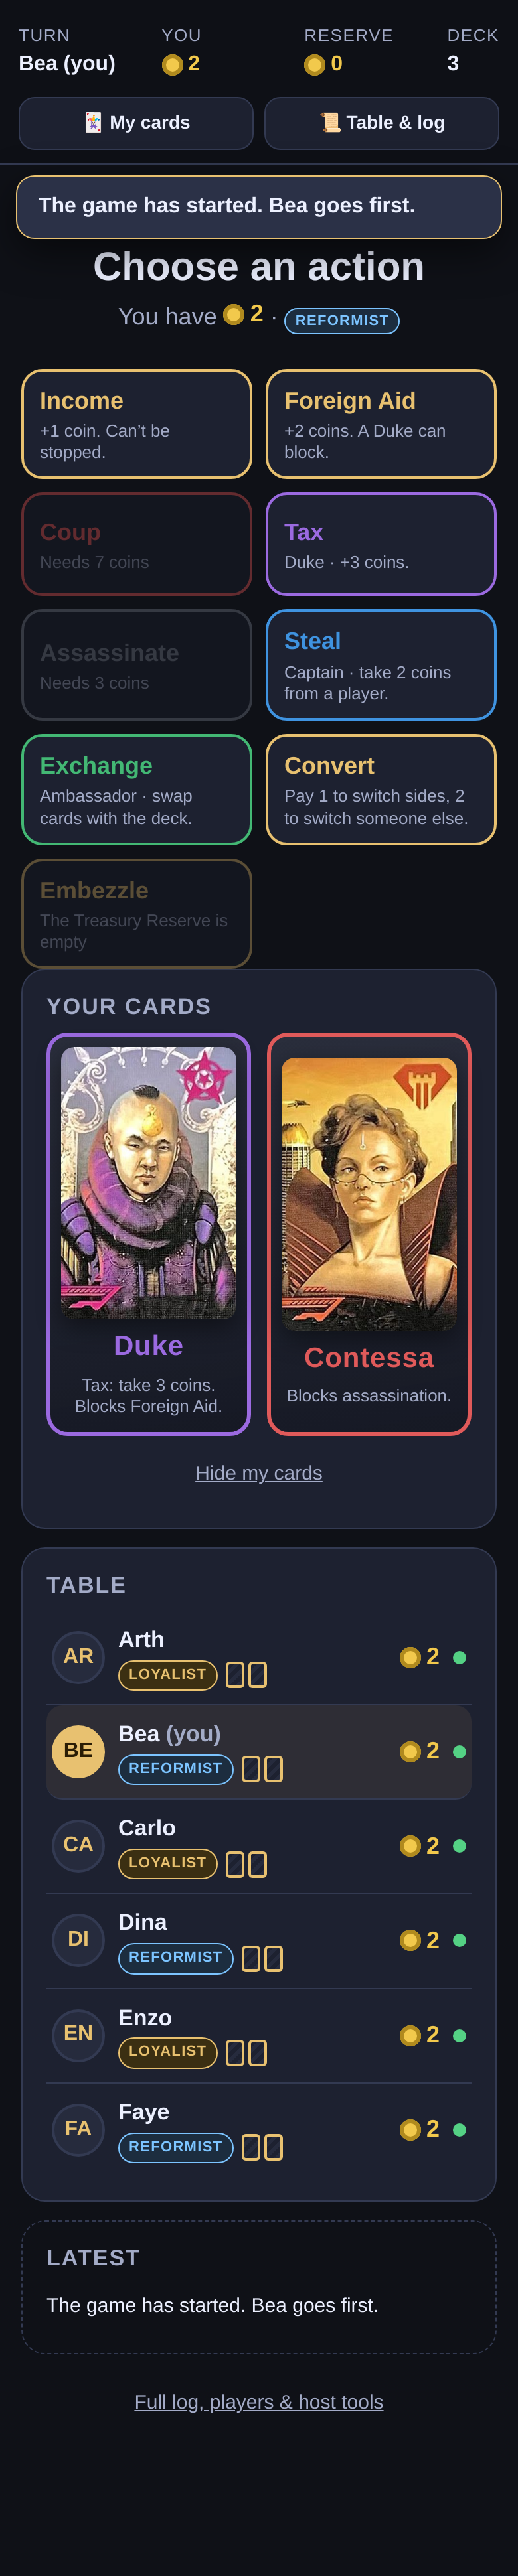 TURN YOU RESERVE DECK
Bea (you) 2 0 3
🃏 My cards 📜 Table & log
The game has started. Bea goes first.
Choose an action
You have 2 · REFORMIST
Income
+1 coin. Can’t be
stopped.
Foreign Aid
+2 coins. A Duke can
block.
Coup
Needs 7 coins
Tax
Duke · +3 coins.
Assassinate
Needs 3 coins
Steal
Captain · take 2 coins
from a player.
Exchange
Ambassador · swap
cards with the deck.
Convert
Pay 1 to switch sides, 2
to switch someone else.
Embezzle
The Treasury Reserve is
empty
YOUR CARDS
Duke
Tax: take 3 coins.
Blocks Foreign Aid.
Contessa
Blocks assassination.
Hide my cards
TABLE
AR Arth 2
LOYALIST
BE Bea (you) 2
REFORMIST
CA Carlo 2
LOYALIST
DI Dina 2
REFORMIST
EN Enzo 2
LOYALIST
FA Faye 2
REFORMIST
LATEST
The game has started. Bea goes first.
Full log, players & host tools